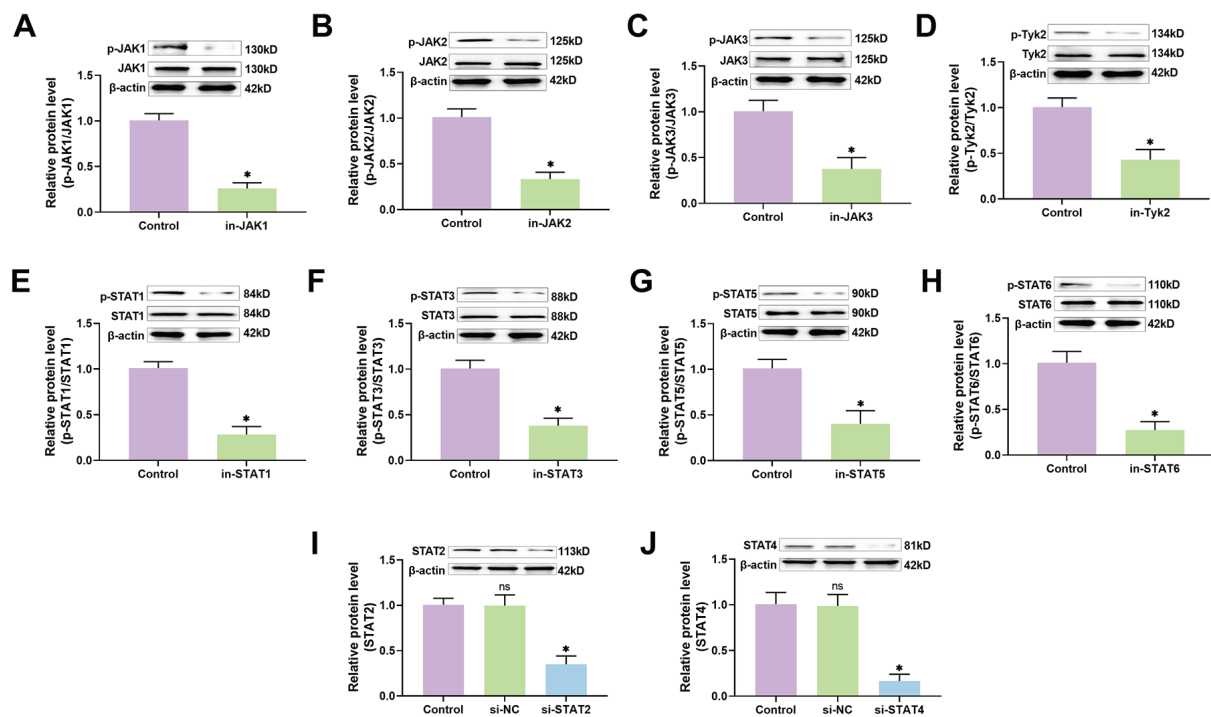 A
p-JAK1 130kD
JAK1 130kD
β-actin 42kD
Relative protein level
(p-JAK1/JAK1)
1.5
1.0
0.5
0.0
*
Control in-JAK1
B
p-JAK2 125kD
JAK2 125kD
β-actin 42kD
Relative protein level
(p-JAK2/JAK2)
1.5
1.0
0.5
0.0
*
Control in-JAK2
C
p-JAK3 125kD
JAK3 125kD
β-actin 42kD
Relative protein level
(p-JAK3/JAK3)
1.5
1.0
0.5
0.0
*
Control in-JAK3
D
p-Tyk2 134kD
Tyk2 134kD
β-actin 42kD
Relative protein level
(p-Tyk2/Tyk2)
1.5
1.0
0.5
0.0
*
Control in-Tyk2
E
p-STAT1 84kD
STAT1 84kD
β-actin 42kD
Relative protein level
(p-STAT1/STAT1)
1.5
1.0
0.5
0.0
*
Control in-STAT1
F
p-STAT3 88kD
STAT3 88kD
β-actin 42kD
Relative protein level
(p-STAT3/STAT3)
1.5
1.0
0.5
0.0
*
Control in-STAT3
G
p-STAT5 90kD
STAT5 90kD
β-actin 42kD
Relative protein level
(p-STAT5/STAT5)
1.5
1.0
0.5
0.0
*
Control in-STAT5
H
p-STAT6 110kD
STAT6 110kD
β-actin 42kD
Relative protein level
(p-STAT6/STAT6)
1.5
1.0
0.5
0.0
*
Control in-STAT6
I
STAT2 113kD
β-actin 42kD
Relative protein level
(STAT2)
1.5
1.0
0.5
0.0
ns
*
Control si-NC si-STAT2
J
STAT4 81kD
β-actin 42kD
Relative protein level
(STAT4)
1.5
1.0
0.5
0.0
ns
*
Control si-NC si-STAT4